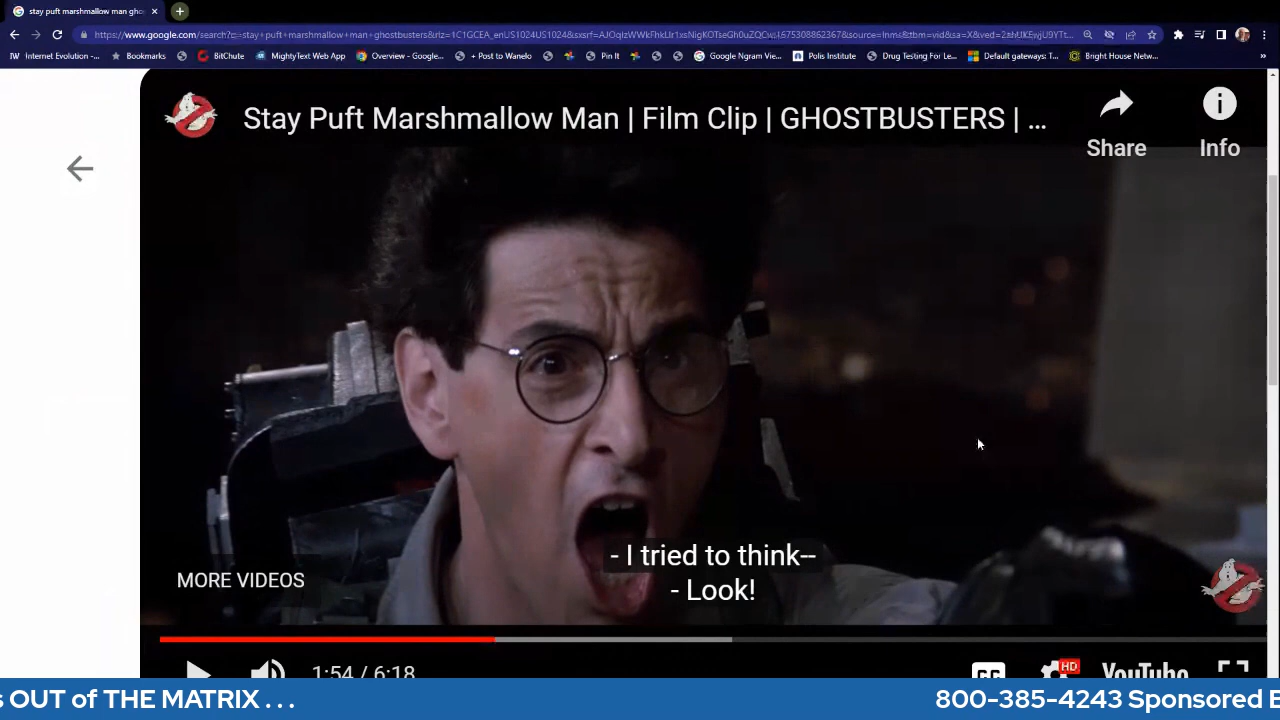 stay puft marshmallow man gho
Internet Evolution -...
Bookmarks
BitChute
MightyText Web App
Overview - Google...
+ Post to Wanelo
Pin It
Google Ngram Vie...
Polis Institute
Drug Testing For Le...
Default gateways: T...
Bright House Netw...
Stay Puft Marshmallow Man | Film Clip | GHOSTBUSTERS | ...
Share
Info
- I tried to think--
- Look!
MORE VIDEOS
1:54 / 6:18
CC
HD
YouTube
s OUT of THE MATRIX . . .
800-385-4243 Sponsored